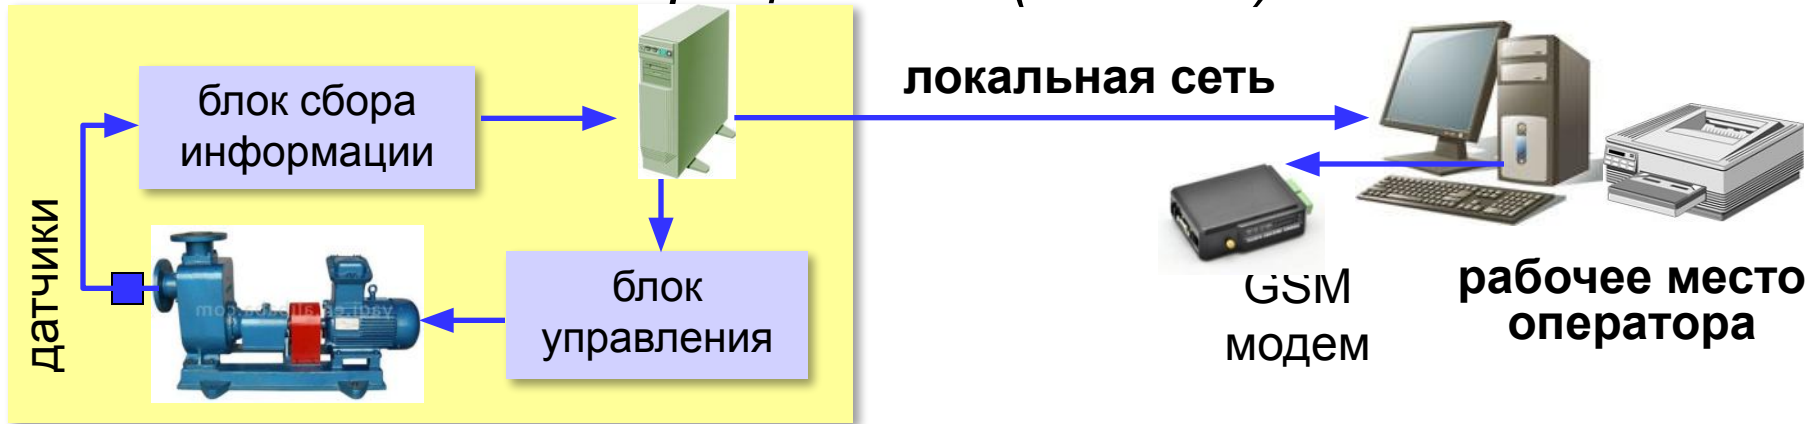 локальная сеть
блок сбора
информации
датчики
блок
управления
GSM
модем
рабочее место
оператора